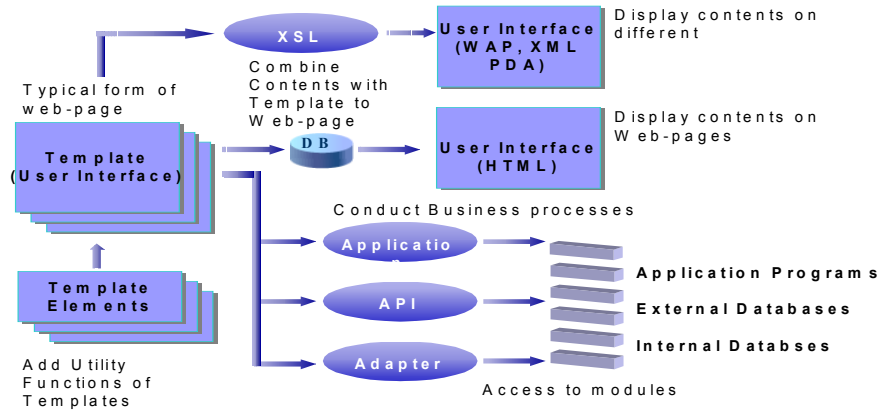 XSL
User Interface
(WAP, XML
PDA)
Display contents on
different
Typical form of
web-page
Combine
Contents with
Template to
Web-page
Display contents on
Web-pages
Template
(User Interface)
DB
User Interface
(HTML)
Conduct Business processes
Applicatio
Template
Elements
API
Application Programs
External Databases
Internal Databses
Adapter
Add Utility
Functions of
Templates
Access to modules